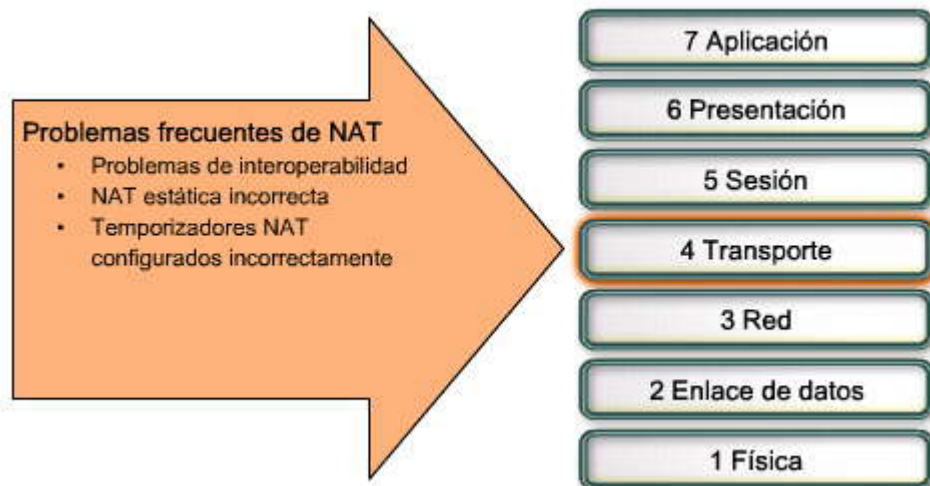 Problemas frecuentes de NAT
• Problemas de interoperabilidad
• NAT estática incorrecta
• Temporizadores NAT
configurados incorrectamente
7 Aplicación
6 Presentación
5 Sesión
4 Transporte
3 Red
2 Enlace de datos
1 Física